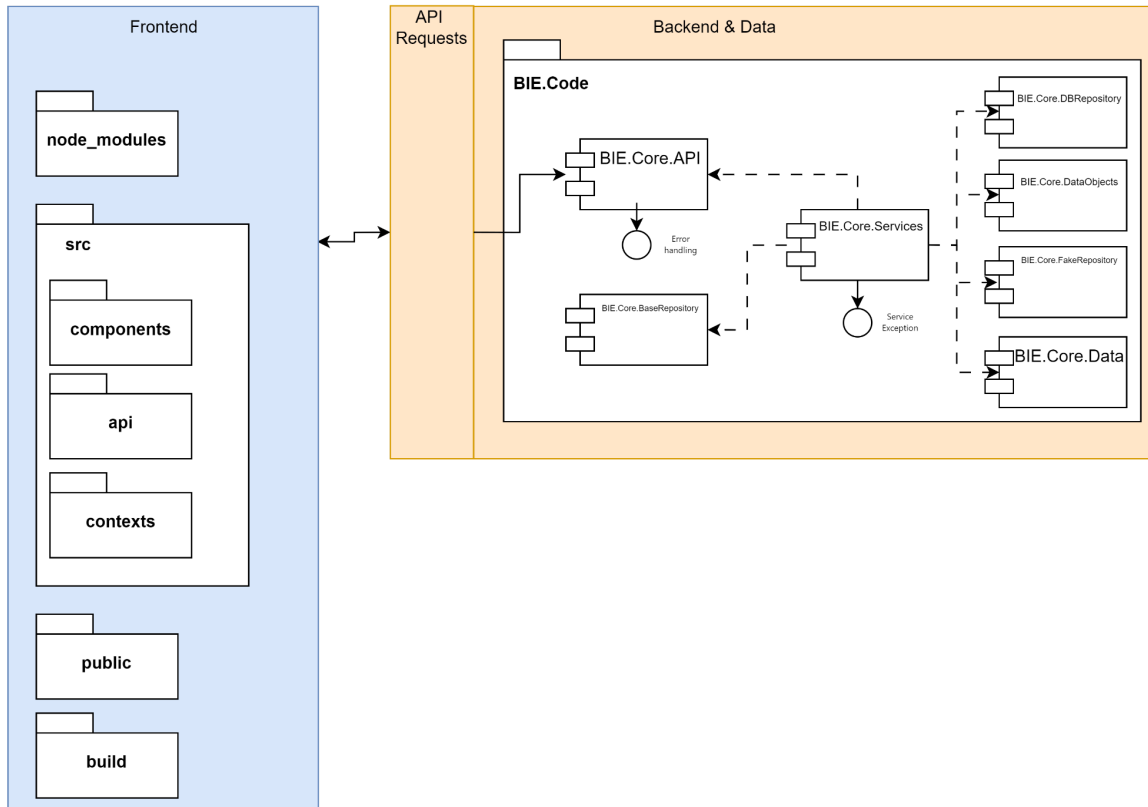 Frontend
node_modules
src
components
api
contexts
public
build
API
Requests
Backend & Data
BIE.Code
BIE.Core.API
Error
handling
BIE.Core.BaseRepository
BIE.Core.Services
Service
Exception
BIE.Core.DBRepository
BIE.Core.DataObjects
BIE.Core.FakeRepository
BIE.Core.Data